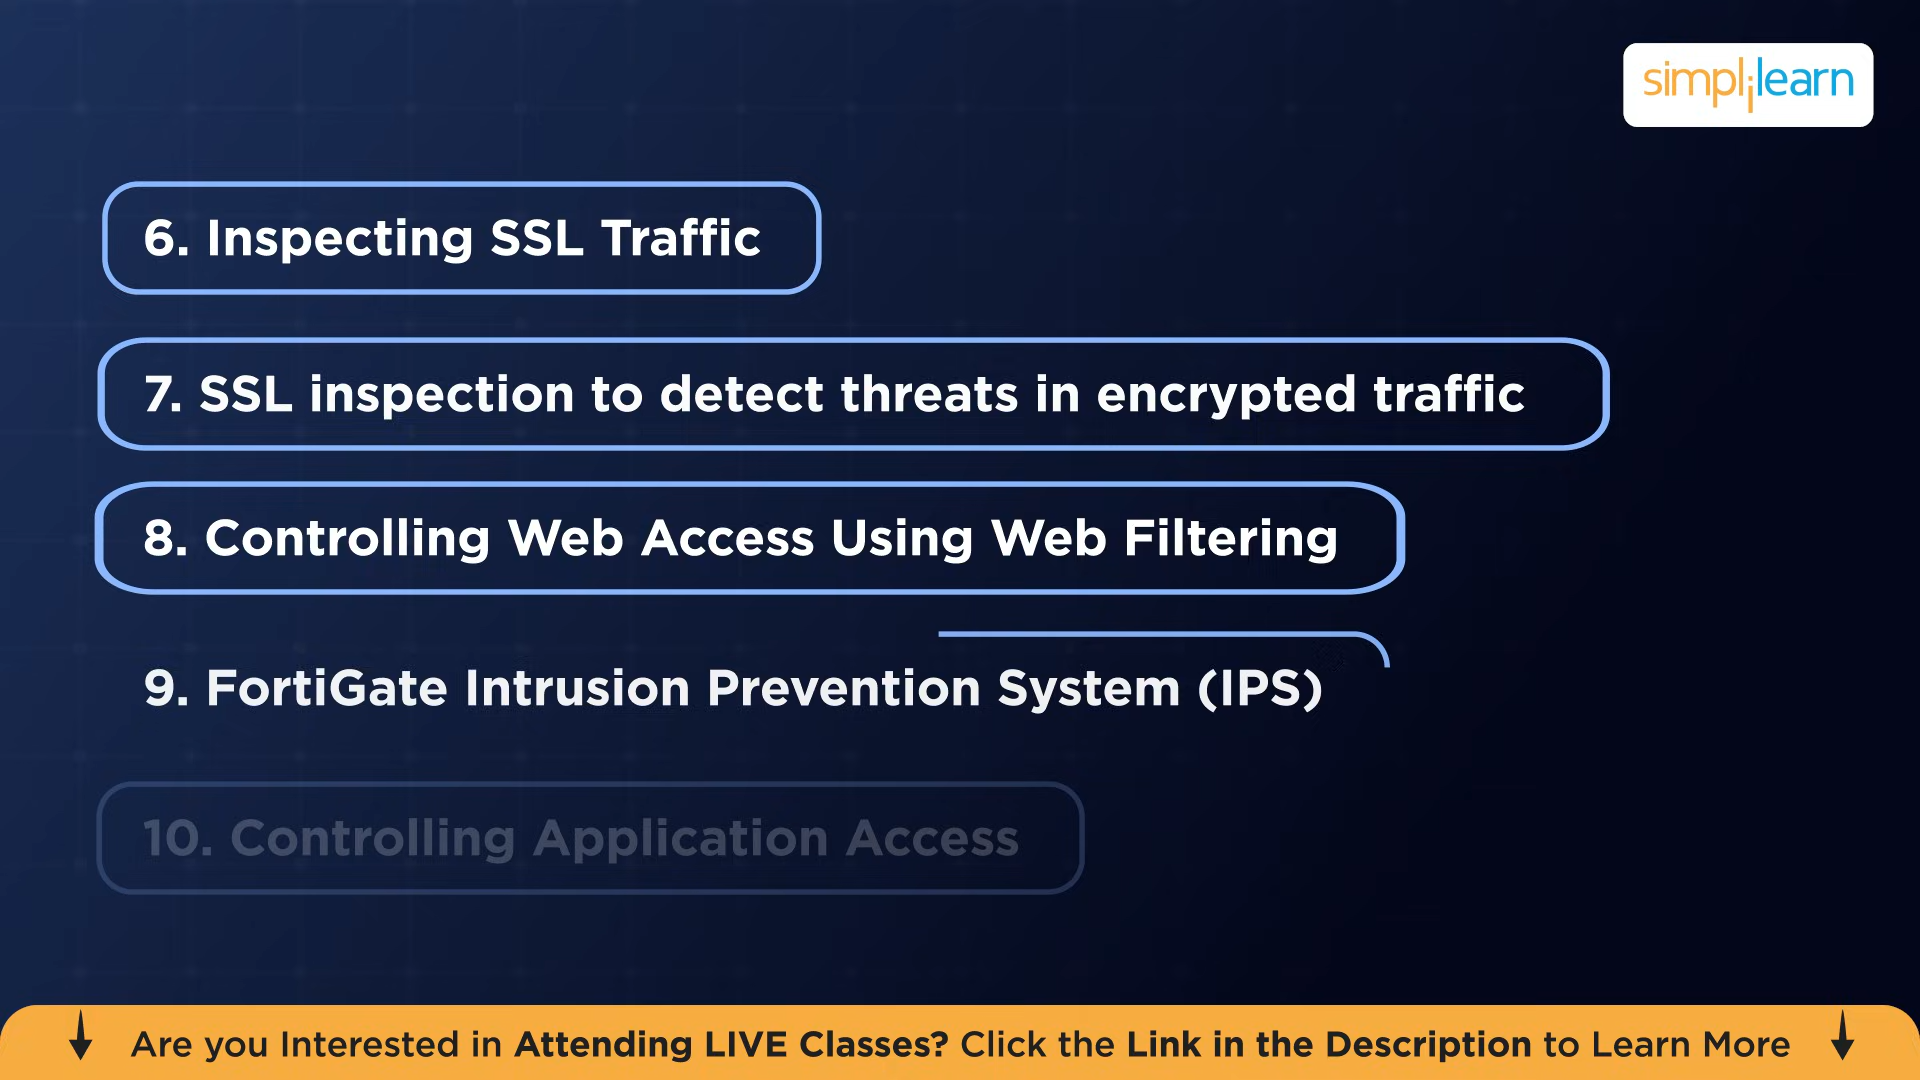 simplilearn
6. Inspecting SSL Traffic
7. SSL inspection to detect threats in encrypted traffic
8. Controlling Web Access Using Web Filtering
9. FortiGate Intrusion Prevention System (IPS)
10. Controlling Application Access
Are you Interested in Attending LIVE Classes? Click the Link in the Description to Learn More